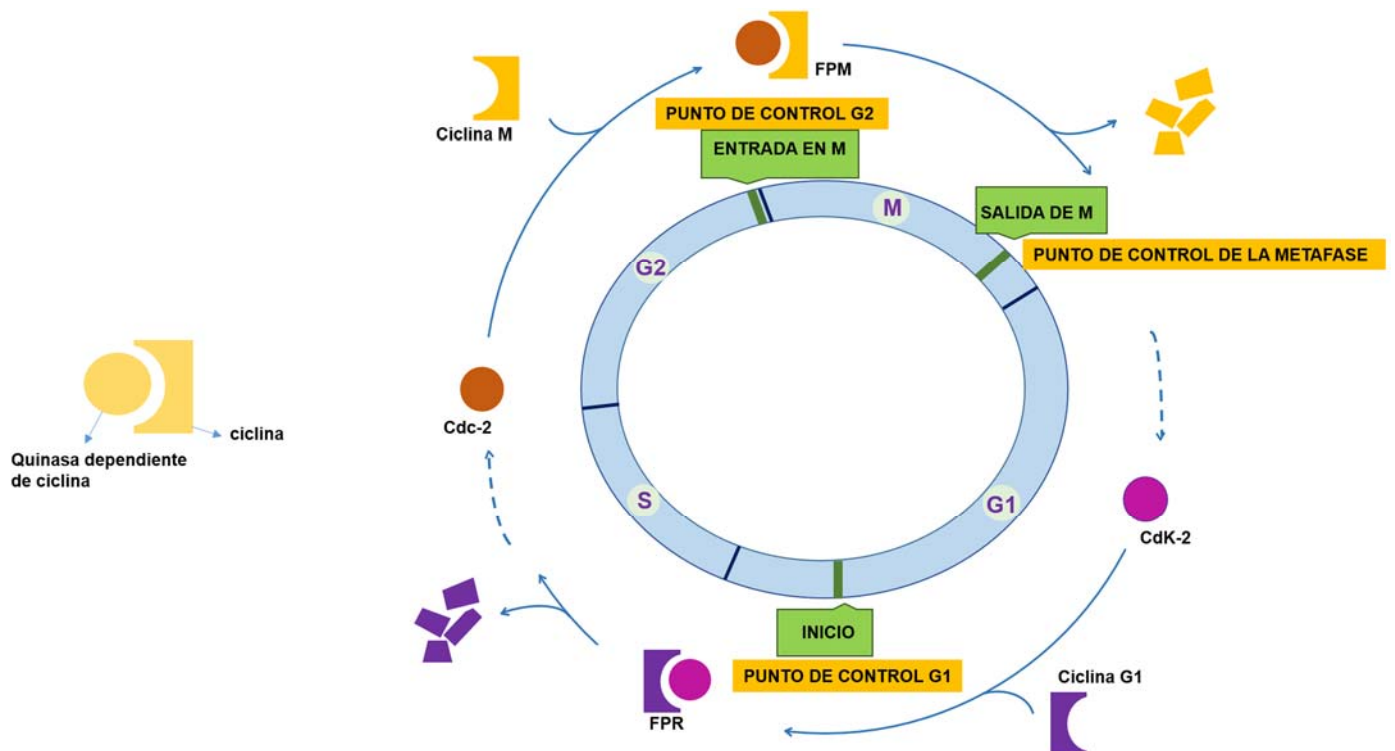 FPM
Ciclina M
PUNTO DE CONTROL G2
ENTRADA EN M
M
SALIDA DE M
PUNTO DE CONTROL DE LA METAFASE
G2
Cdc-2
ciclina
Quinasa dependiente
de ciclina
S
G1
CdK-2
INICIO
PUNTO DE CONTROL G1
Ciclina G1
FPR